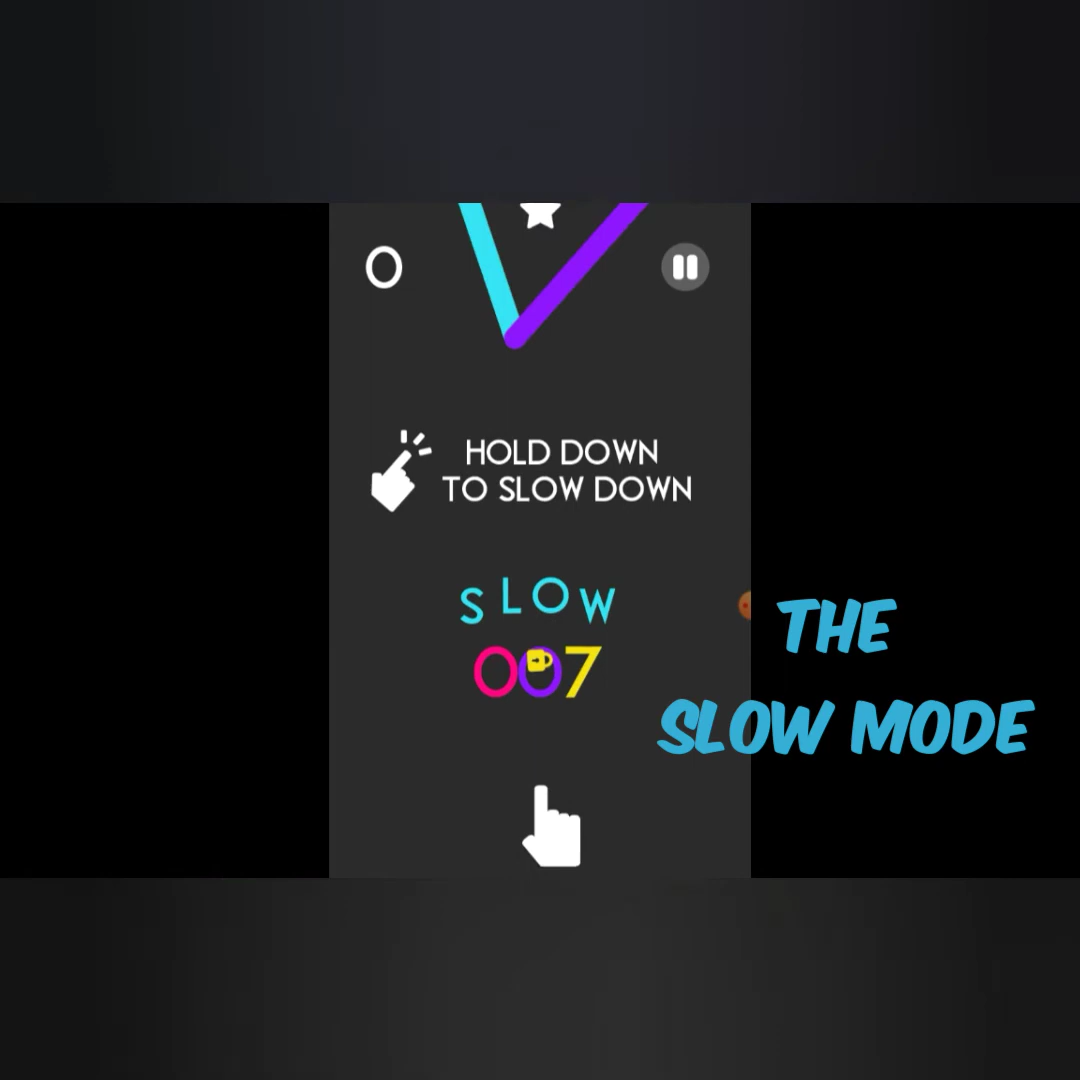 0
HOLD DOWN
TO SLOW DOWN
SLOW
007
THE
SLOW MODE